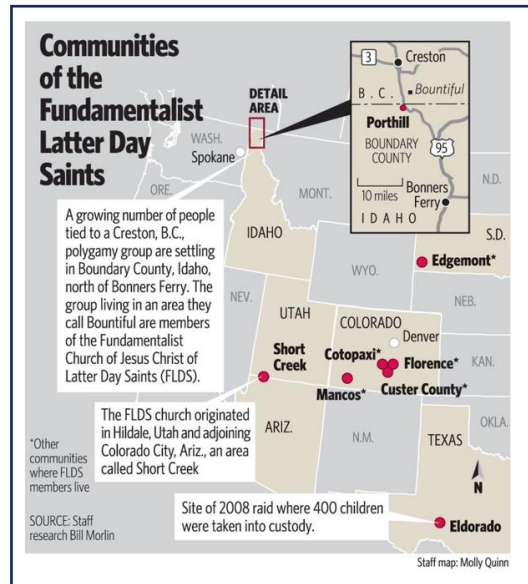 Communities
of the
Fundamentalist
Latter Day
Saints
DETAIL
AREA
3
Creston
B.C.
Bountiful
Porthill
BOUNDARY
COUNTY
95
10 miles
Bonners
Ferry
IDAHO
WASH.
Spokane
ORE.
MONT.
N.D.
A growing number of people
tied to a Creston, B.C.,
polygamy group are settling
in Boundary County, Idaho,
north of Bonners Ferry. The
group living in an area they
call Bountiful are members
of the Fundamentalist
Church of Jesus Christ of
Latter Day Saints (FLDS).
IDAHO
S.D.
Edgemont*
WYO.
NEB.
NEV.
UTAH
COLORADO
Denver
Short
Creek
Cotopaxi*
Florence*
KAN.
Mancos*
Custer County*
The FLDS church originated
in Hildale, Utah and adjoining
Colorado City, Ariz., an area
called Short Creek
ARIZ.
N.M.
OKLA.
TEXAS
*Other
communities
where FLDS
members live
N
Site of 2008 raid where 400 children
were taken into custody.
Eldorado
SOURCE: Staff
research Bill Morlin
Staff map: Molly Quinn